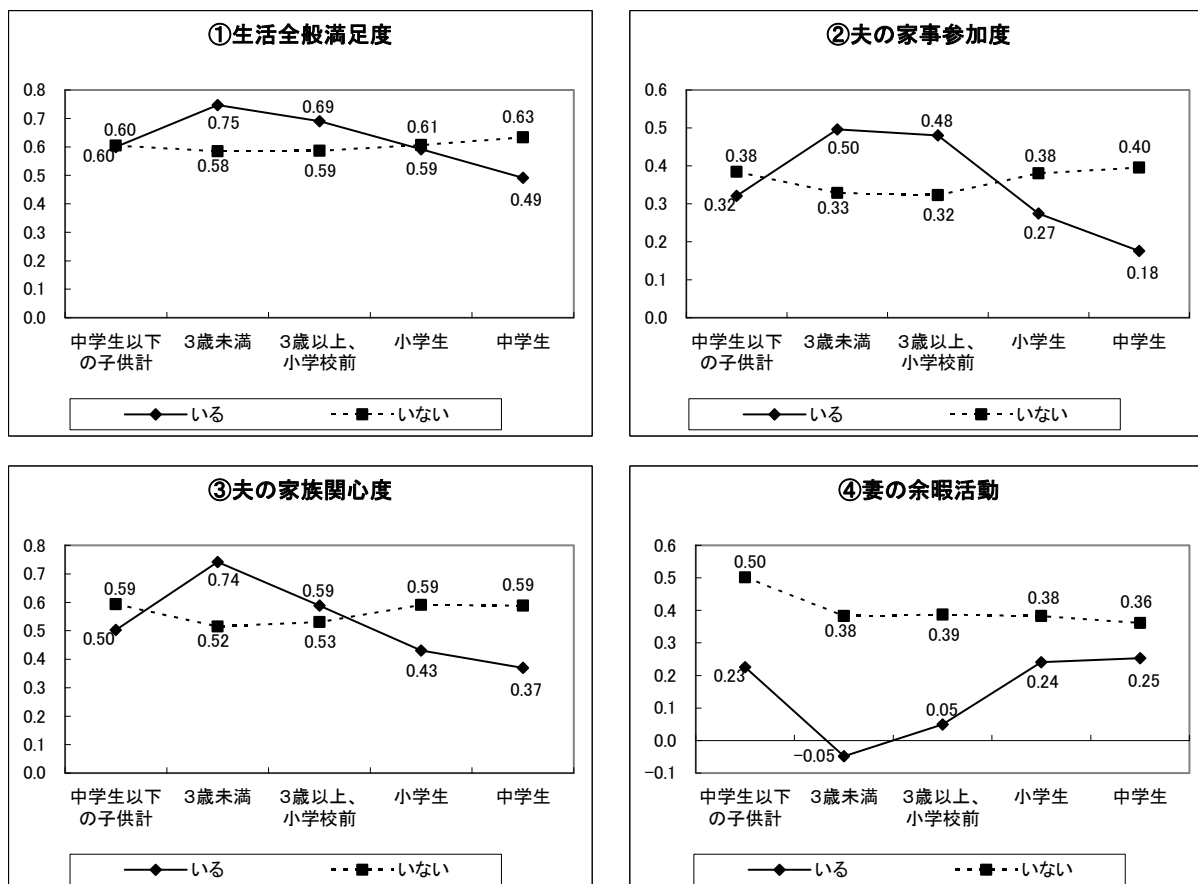 ①生活全般満足度
0.8
0.7
0.6
0.5
0.4
0.3
0.2
0.1
0.0
0.60
0.60
0.75
0.58
0.69
0.59
0.61
0.59
0.63
0.49
中学生以下
の子供計
3歳未満
3歳以上、
小学校前
小学生
中学生
いる
いない
②夫の家事参加度
0.6
0.5
0.4
0.3
0.2
0.1
0.0
0.38
0.32
0.50
0.33
0.48
0.32
0.38
0.27
0.40
0.18
中学生以下
の子供計
3歳未満
3歳以上、
小学校前
小学生
中学生
いる
いない
③夫の家族関心度
0.8
0.7
0.6
0.5
0.4
0.3
0.2
0.1
0.0
0.59
0.50
0.74
0.52
0.59
0.53
0.59
0.43
0.59
0.37
中学生以下
の子供計
3歳未満
3歳以上、
小学校前
小学生
中学生
いる
いない
④妻の余暇活動
0.6
0.5
0.4
0.3
0.2
0.1
0.0
−0.1
0.50
0.23
0.38
−0.05
0.39
0.05
0.38
0.24
0.36
0.25
中学生以下
の子供計
3歳未満
3歳以上、
小学校前
小学生
中学生
いる
いない